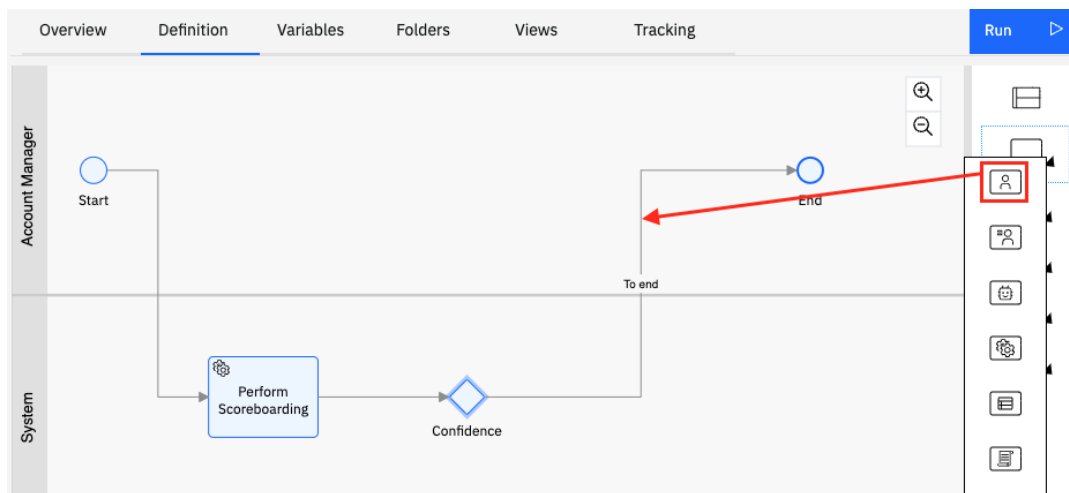 Overview
Definition
Variables
Folders
Views
Tracking
Run
Account Manager
Start
End
To end
System
Perform
Scoreboarding
Confidence